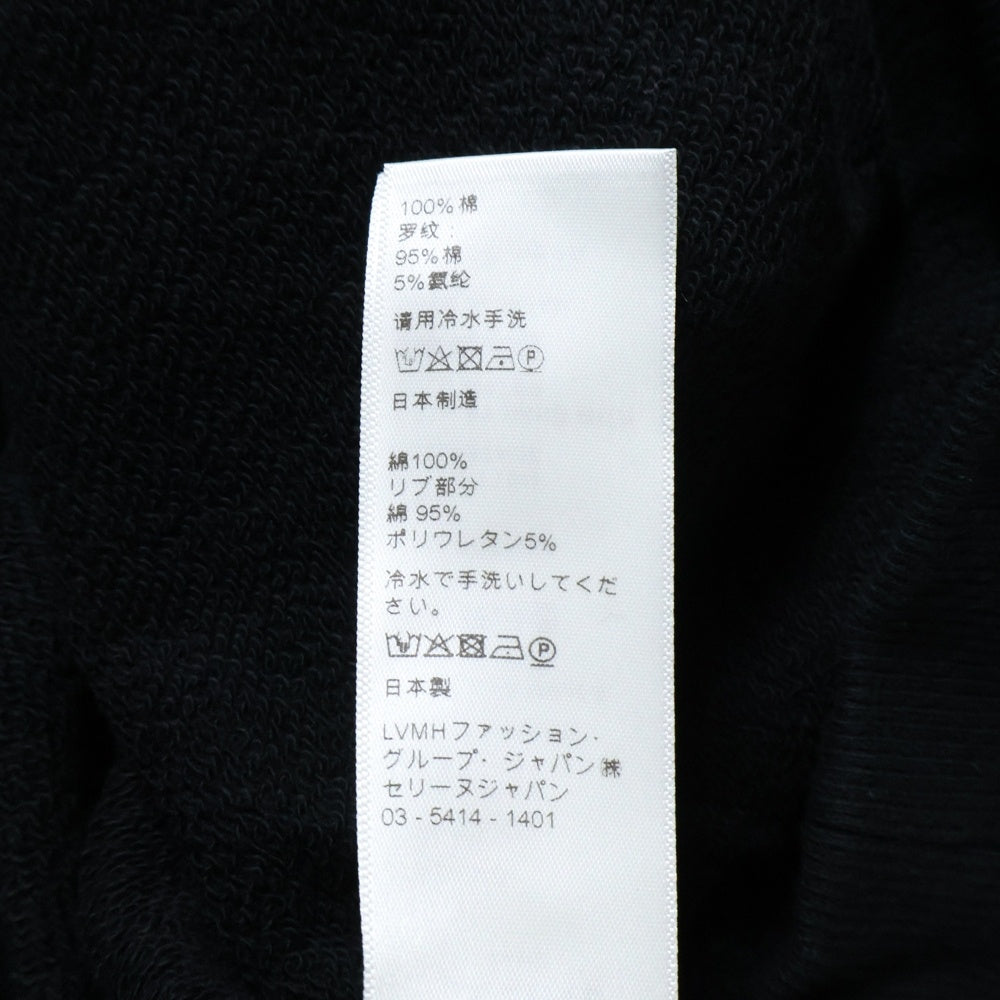 100% 棉
罗纹：
95% 棉
5% 氨纶
请用冷水手洗
P
日本制造
綿100%
リブ部分
綿 95%
ポリウレタン5%
冷水で手洗いしてくだ
さい。
P
日本製
LVMHファッション・
グループ・ジャパン㈱
セリーヌジャパン
03 - 5414 - 1401